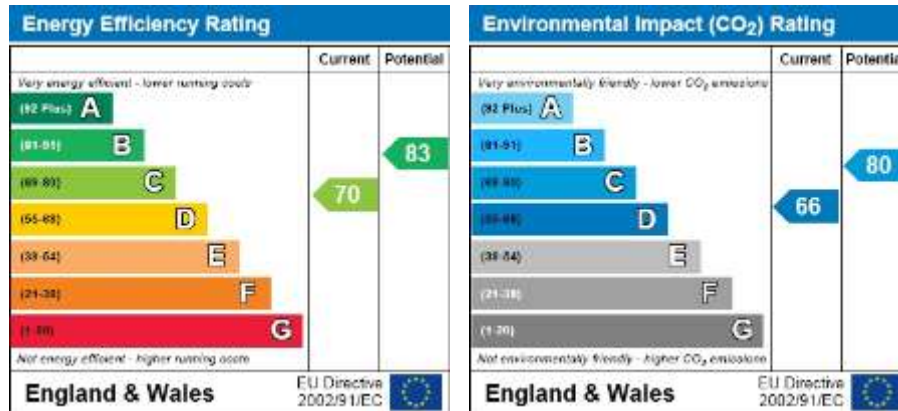 Energy Efficiency Rating
Current Potential
Very energy efficient - lower running costs
(92 Plus) A
(81-91) B
(69-80) C
(55-68) D
(39-54) E
(21-38) F
(1-20) G
83
70
Not energy efficient - higher running costs
England & Wales
EU Directive
2002/91/EC
Environmental Impact (CO₂) Rating
Current Potentia
Very environmentally friendly - lower CO₂ emissions
(92 Plus) A
(81-91) B
(69-80) C
(55-68) D
(39-54) E
(21-38) F
(1-20) G
80
66
Not environmentally friendly - higher CO₂ emissions
England & Wales
EU Directive
2002/91/EC